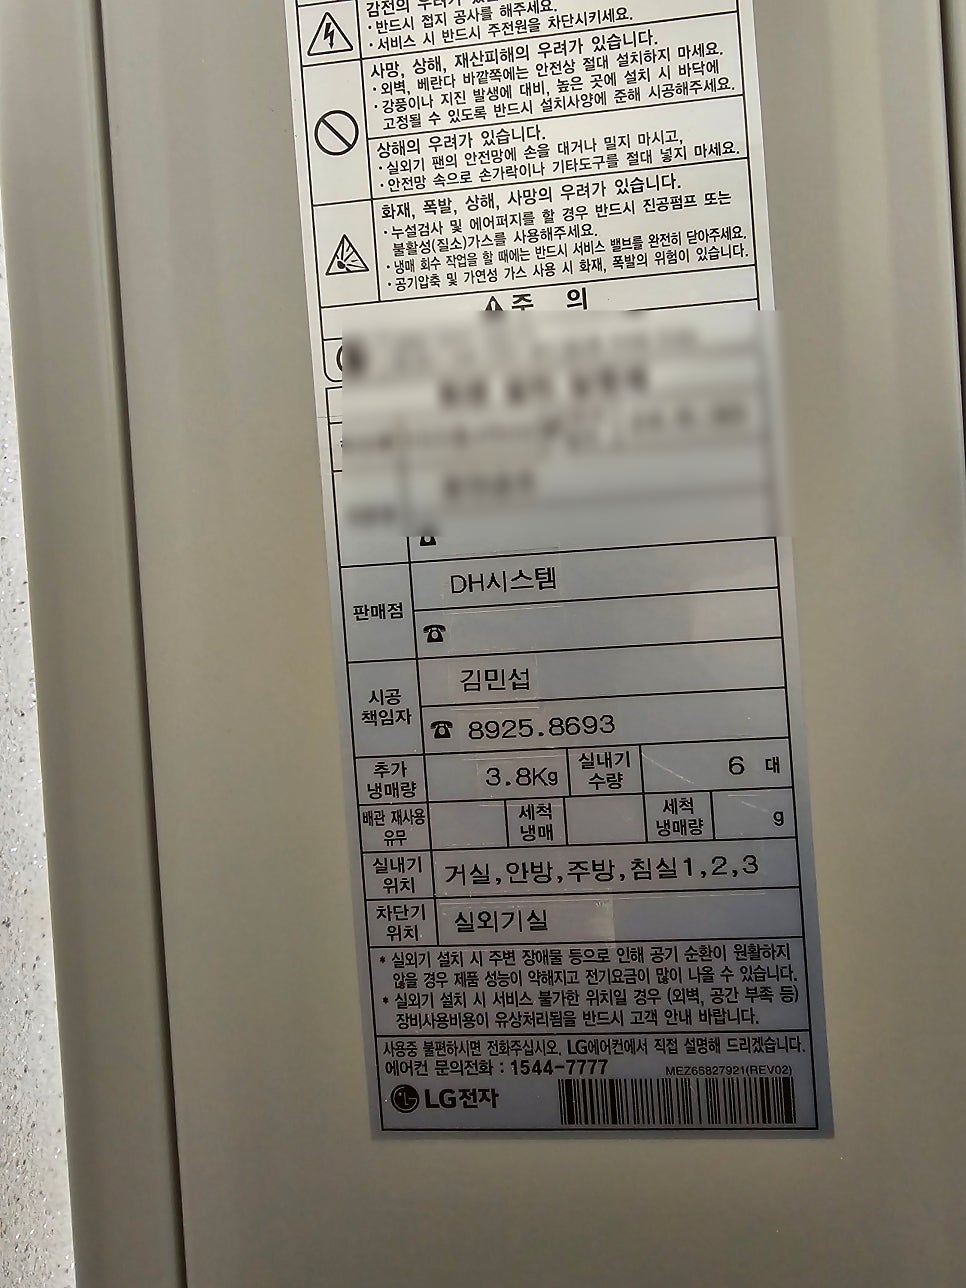 · 반드시 접지 공사를 해주세요.
· 서비스 시 반드시 주전원을 차단시키세요.
사망, 상해, 재산피해의 우려가 있습니다.
· 외벽, 베란다 바깥쪽에는 안전상 절대 설치하지 마세요.
· 강풍이나 지진 발생에 대비, 높은 곳에 설치 시 바닥에
고정될 수 있도록 반드시 설치사양에 준해 시공해주세요.
상해의 우려가 있습니다.
· 실외기 팬의 안전망에 손을 대거나 밀지 마시고,
· 안전망 속으로 손가락이나 기타도구를 절대 넣지 마세요.
화재, 폭발, 상해, 사망의 우려가 있습니다.
· 누설검사 및 에어퍼지를 할 경우 반드시 진공펌프 또는
불활성(질소)가스를 사용해주세요.
· 냉매 회수 작업을 할 때에는 반드시 서비스 밸브를 완전히 닫아주세요.
· 공기압축 및 가연성 가스 사용 시 화재, 폭발의 위험이 있습니다.
주 의
판매점 DH시스템
시공 책임자 김민섭
8925.8693
추가 냉매량 3.8Kg 실내기 수량 6 대
배관 재사용 유무 세척 냉매 세척 냉매량 g
실내기 위치 거실,안방,주방,침실1,2,3
차단기 위치 실외기실
* 실외기 설치 시 주변 장애물 등으로 인해 공기 순환이 원활하지
않을 경우 제품 성능이 약해지고 전기요금이 많이 나올 수 있습니다.
* 실외기 설치 시 서비스 불가한 위치일 경우 (외벽, 공간 부족 등)
장비사용비용이 유상처리됨을 반드시 고객 안내 바랍니다.
사용중 불편하시면 전화주십시오. LG에어컨에서 직접 설명해 드리겠습니다.
에어컨 문의전화 : 1544-7777 MEZ65827921(REV02)
LG전자